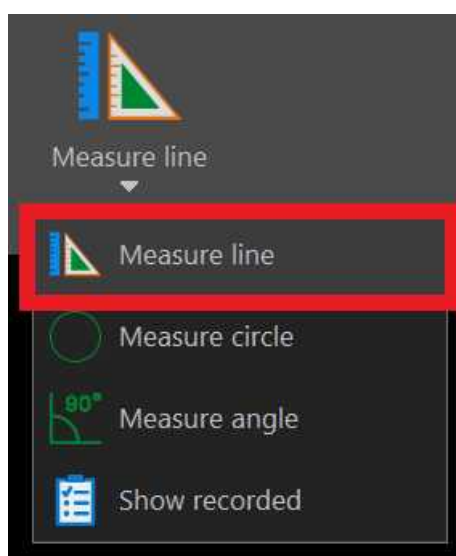 Measure line
Measure line
Measure circle
90°
Measure angle
Show recorded